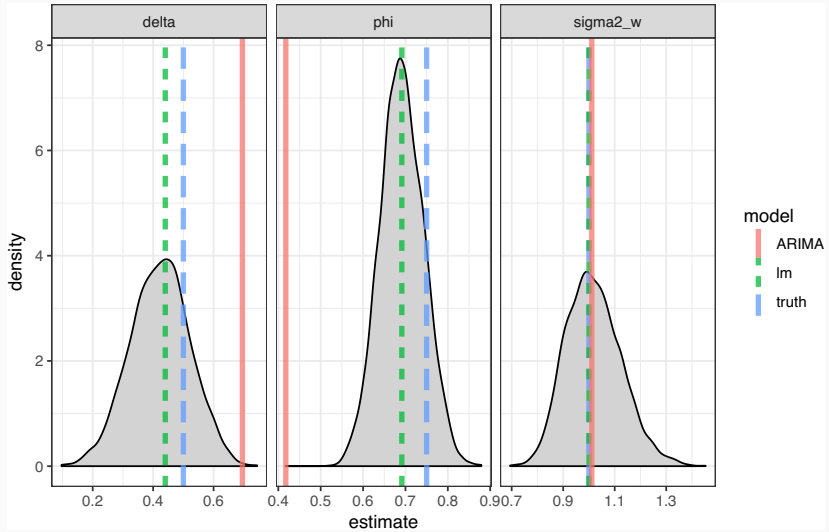 delta phi sigma2_w
8
6
4
2
0
density
0.2 0.4 0.6 0.4 0.5 0.6 0.7 0.8 0.9 0.7 0.9 1.1 1.3
estimate
model
ARIMA
lm
truth